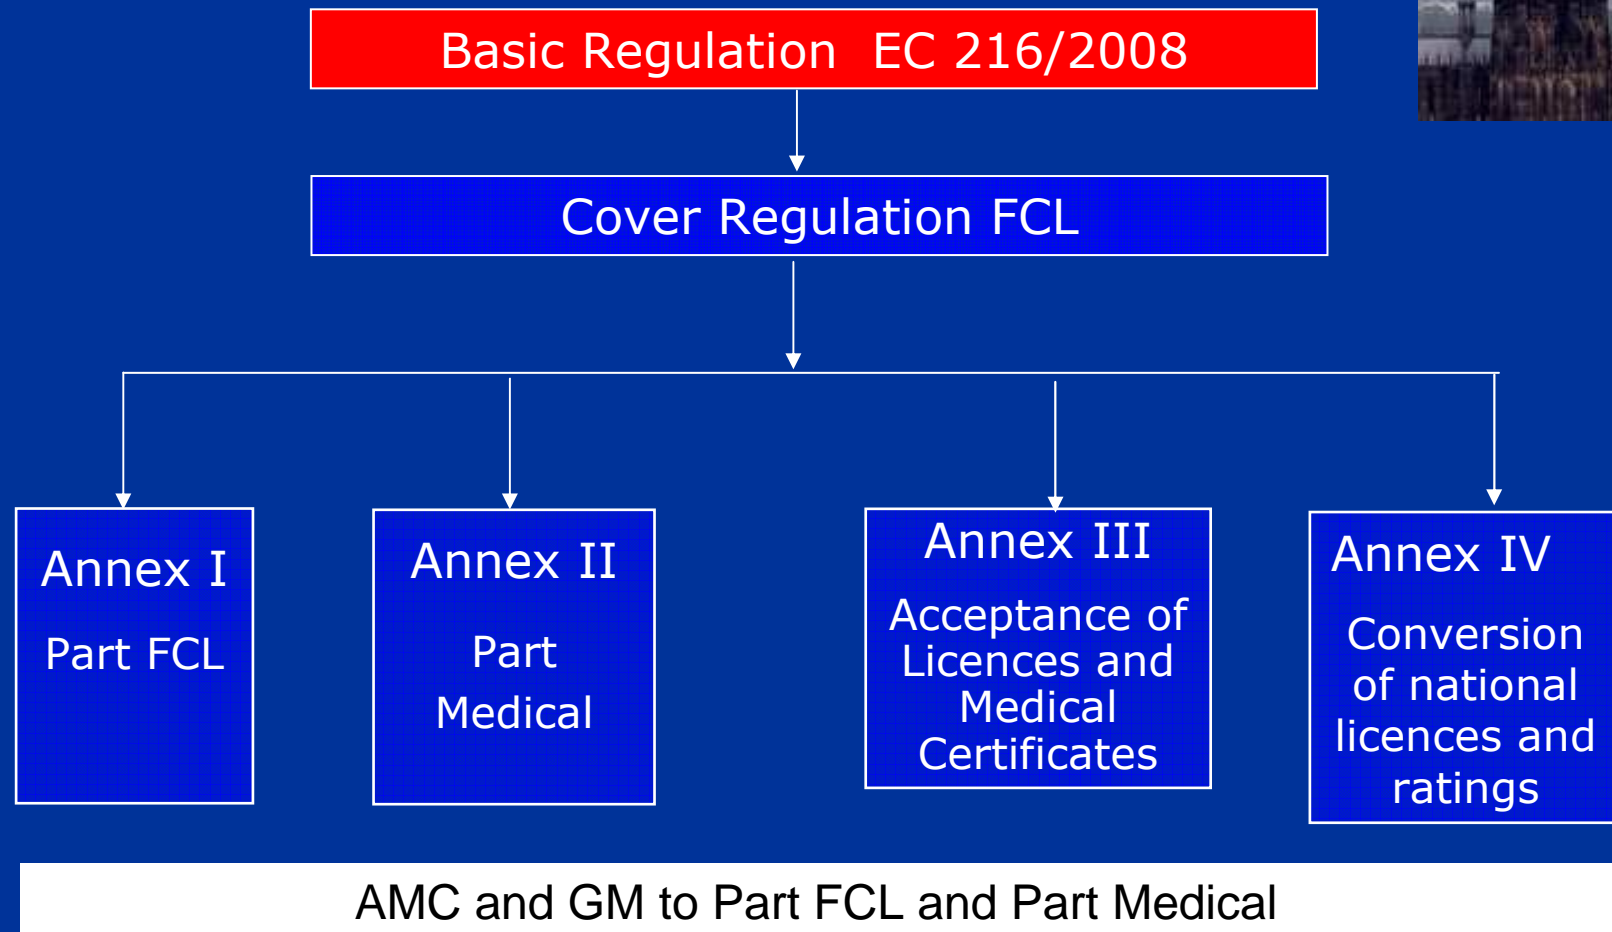 Basic Regulation EC 216/2008
Cover Regulation FCL
Annex I
Part FCL
Annex II
Part
Medical
Annex III
Acceptance of
Licences and
Medical
Certificates
Annex IV
Conversion
of national
licences and
ratings
AMC and GM to Part FCL and Part Medical